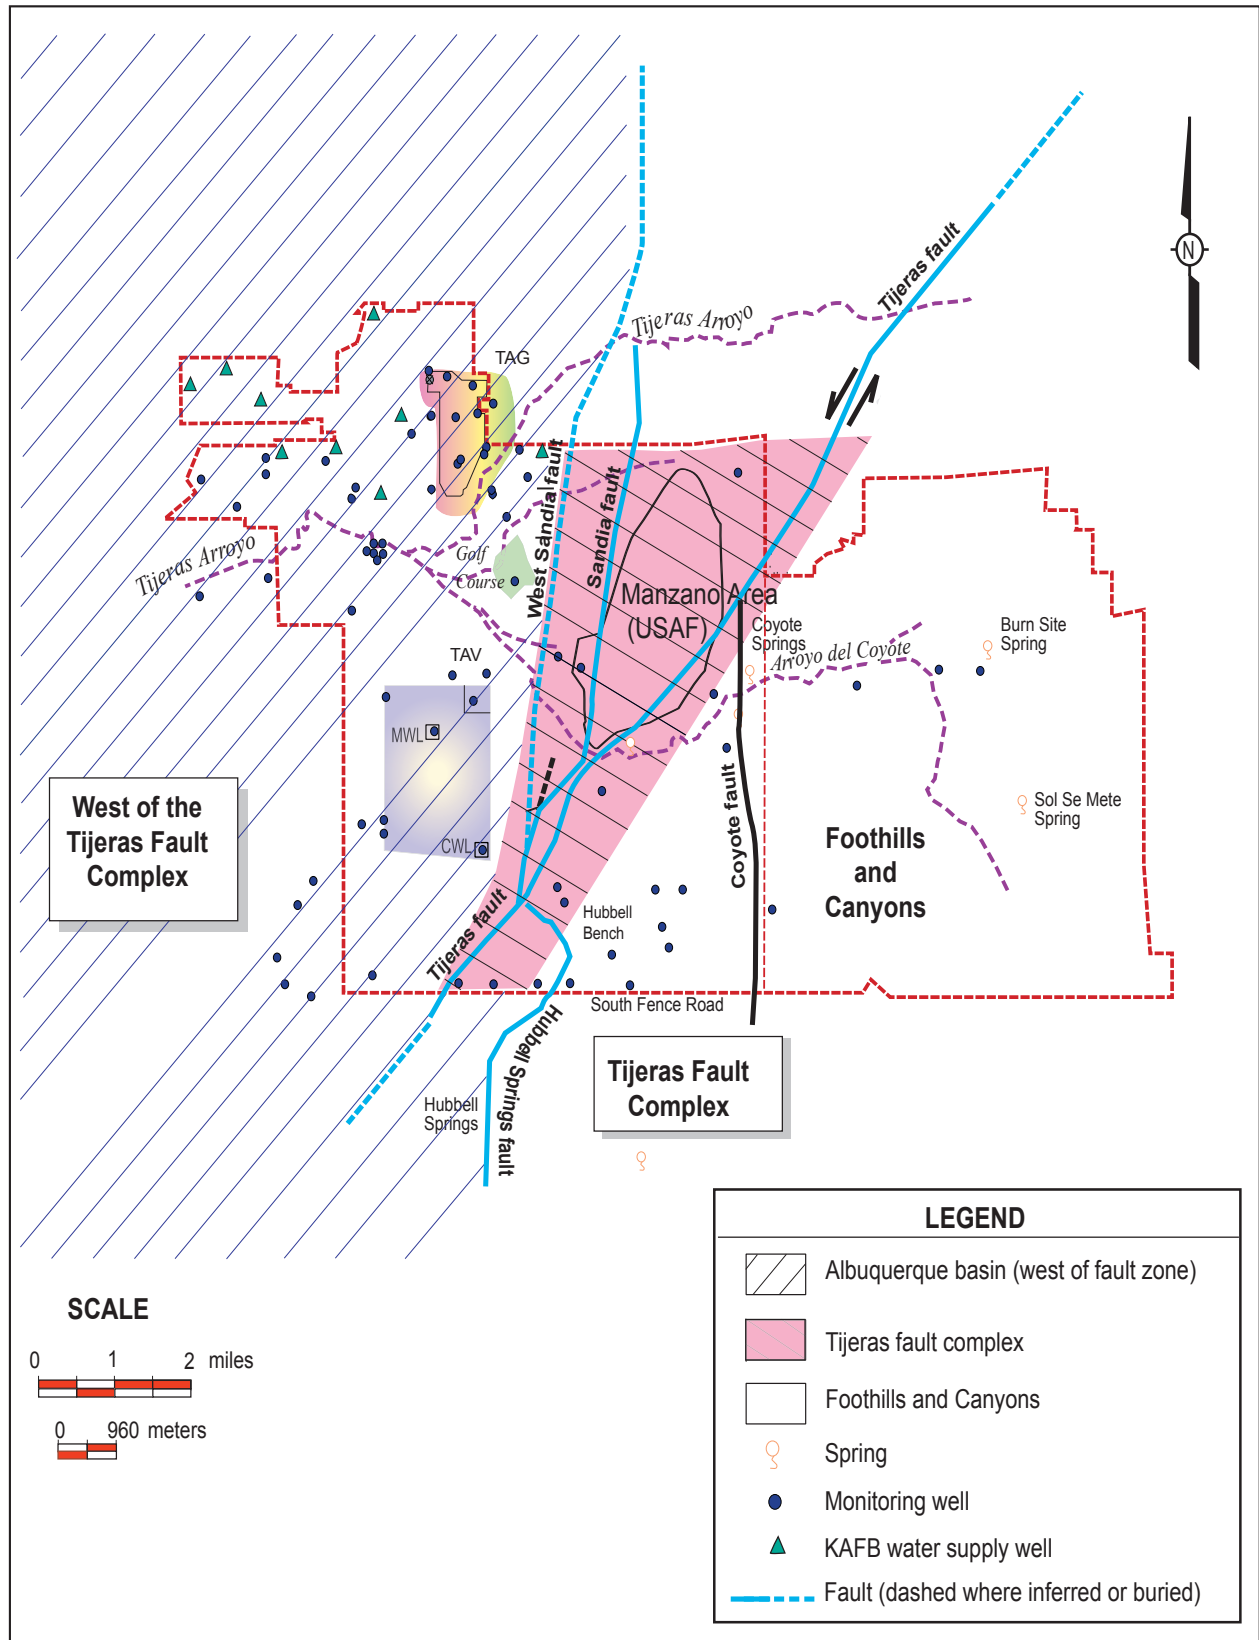 Tijeras fault
N
Tijeras Arroyo
TAG
West Sandia fault
Sandia fault
Tijeras Arroyo
Golf
Course
Manzano Area
(USAF)
Coyote
Springs
Burn Site
Spring
Arroyo del Coyote
TAV
MWL
West of the
Tijeras Fault
Complex
Sol Se Mete
Spring
CWL
Coyote fault
Foothills
and
Canyons
Tijeras fault
Hubbell
Bench
South Fence Road
Hubbell Springs fault
Tijeras Fault
Complex
Hubbell
Springs
LEGEND
Albuquerque basin (west of fault zone)
Tijeras fault complex
Foothills and Canyons
Spring
Monitoring well
KAFB water supply well
Fault (dashed where inferred or buried)
SCALE
0 1 2 miles
0 960 meters